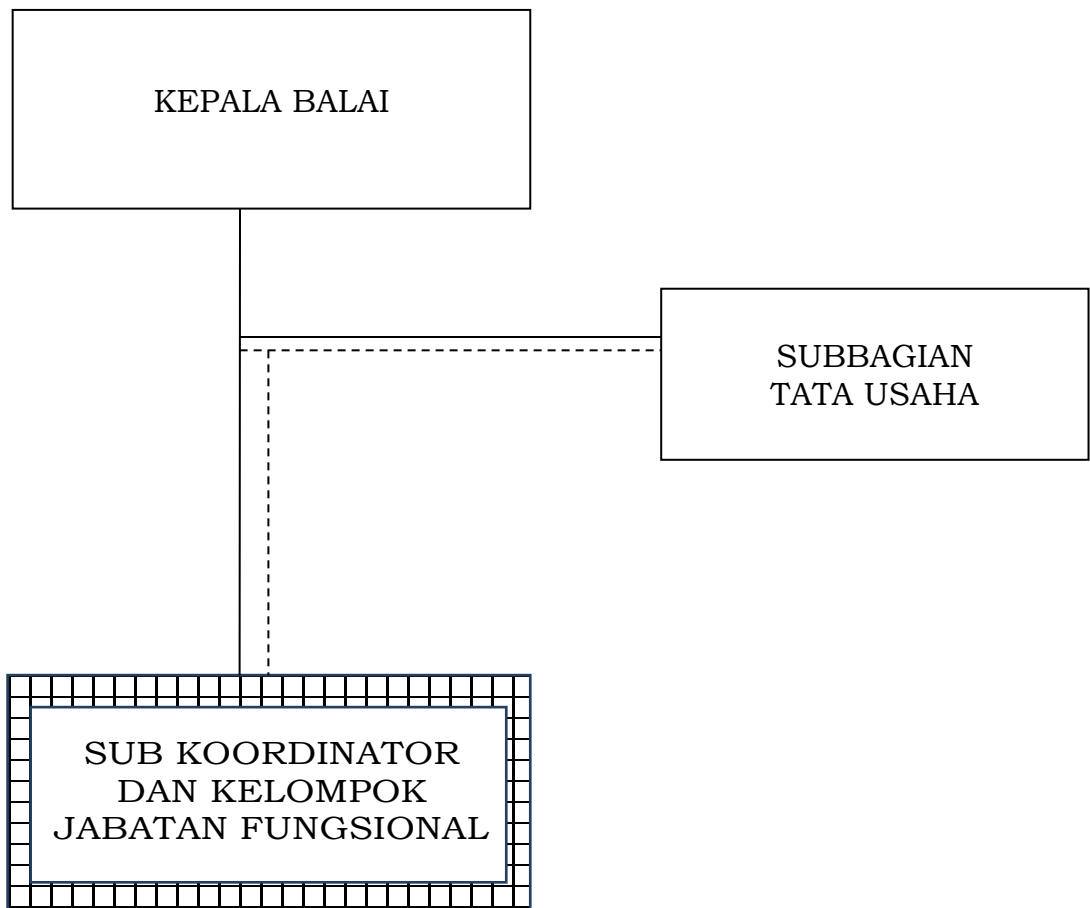 KEPALA BALAI
SUBBAGIAN
TATA USAHA
SUB KOORDINATOR
DAN KELOMPOK
JABATAN FUNGSIONAL